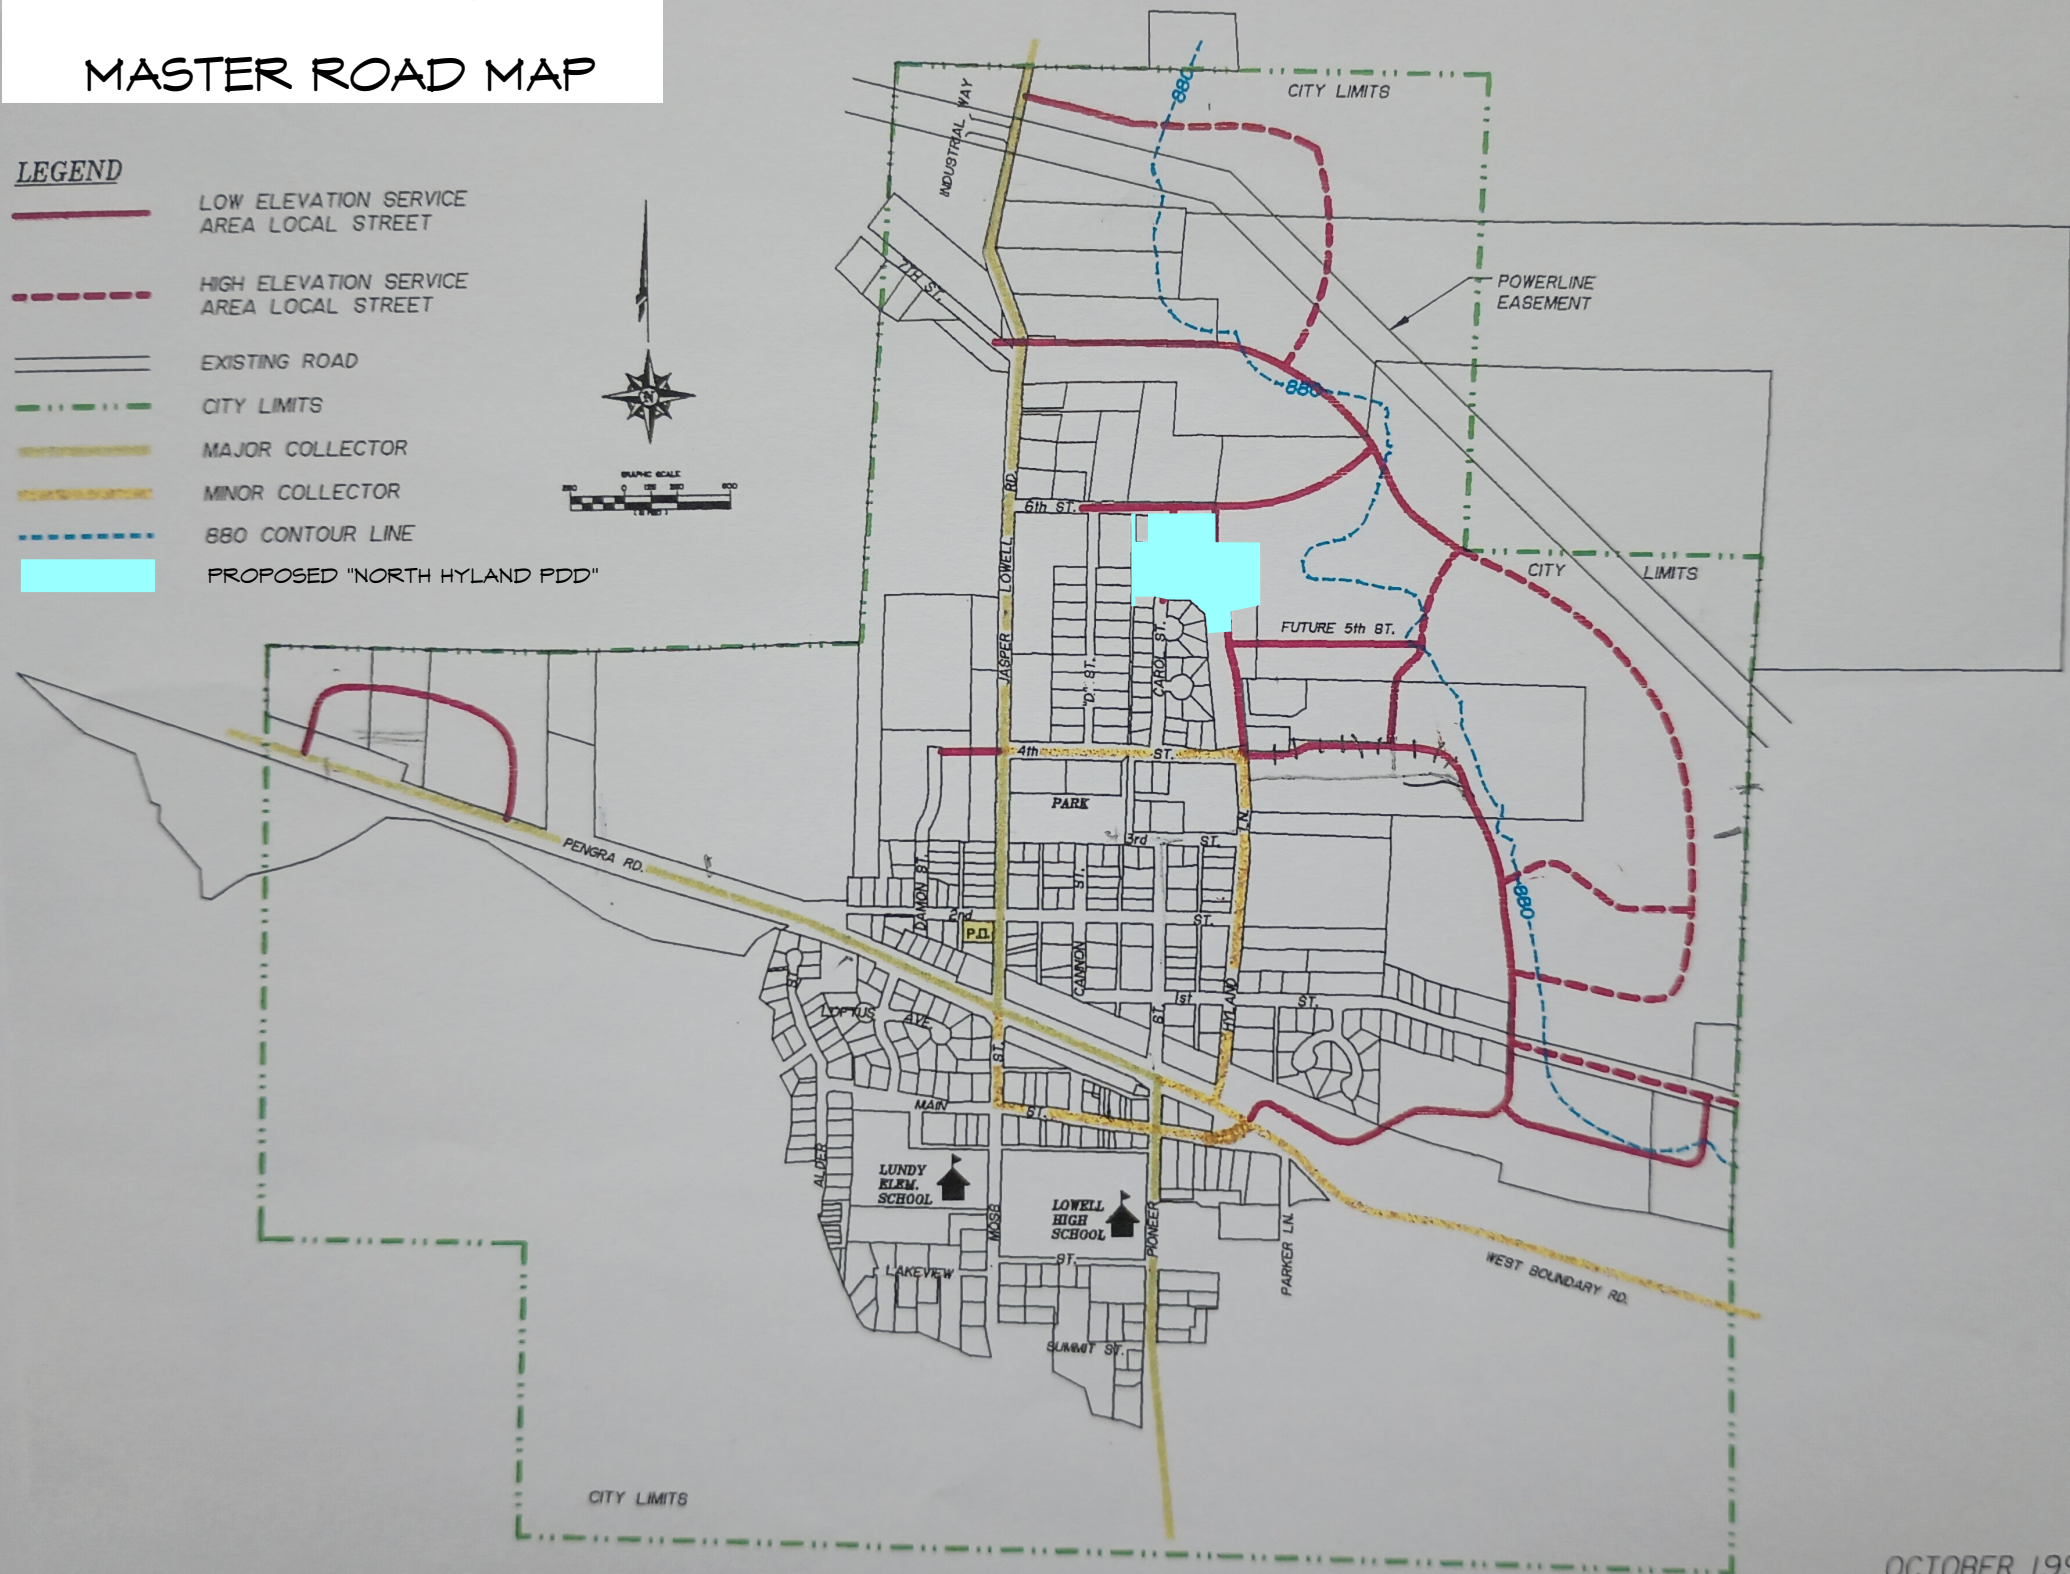 MASTER ROAD MAP
LEGEND
LOW ELEVATION SERVICE
AREA LOCAL STREET
HIGH ELEVATION SERVICE
AREA LOCAL STREET
EXISTING ROAD
CITY LIMITS
MAJOR COLLECTOR
MINOR COLLECTOR
880 CONTOUR LINE
PROPOSED "NORTH HYLAND PDD"
N
GRAPHIC SCALE
880
CITY LIMITS
INDUSTRIAL WAY
7TH ST.
POWERLINE
EASEMENT
880
6th ST.
JASPER LOWELL RD
CITY LIMITS
FUTURE 5th ST.
"D" ST.
CAROL ST.
4th ST.
PARK
3rd ST.
PENGRA RD.
DAMON ST.
2nd ST.
P.O.
CANNON ST.
HYLAND LN.
880
1st ST.
LOFTUS AVE.
ST.
MAIN ST.
ALDER ST.
LUNDY
ELEM.
SCHOOL
LOWELL
HIGH
SCHOOL
MOSS ST.
PIONEER ST.
PARKER LN.
LAKEVIEW ST.
SUMMIT ST.
WEST BOUNDARY RD.
CITY LIMITS
OCTOBER 199